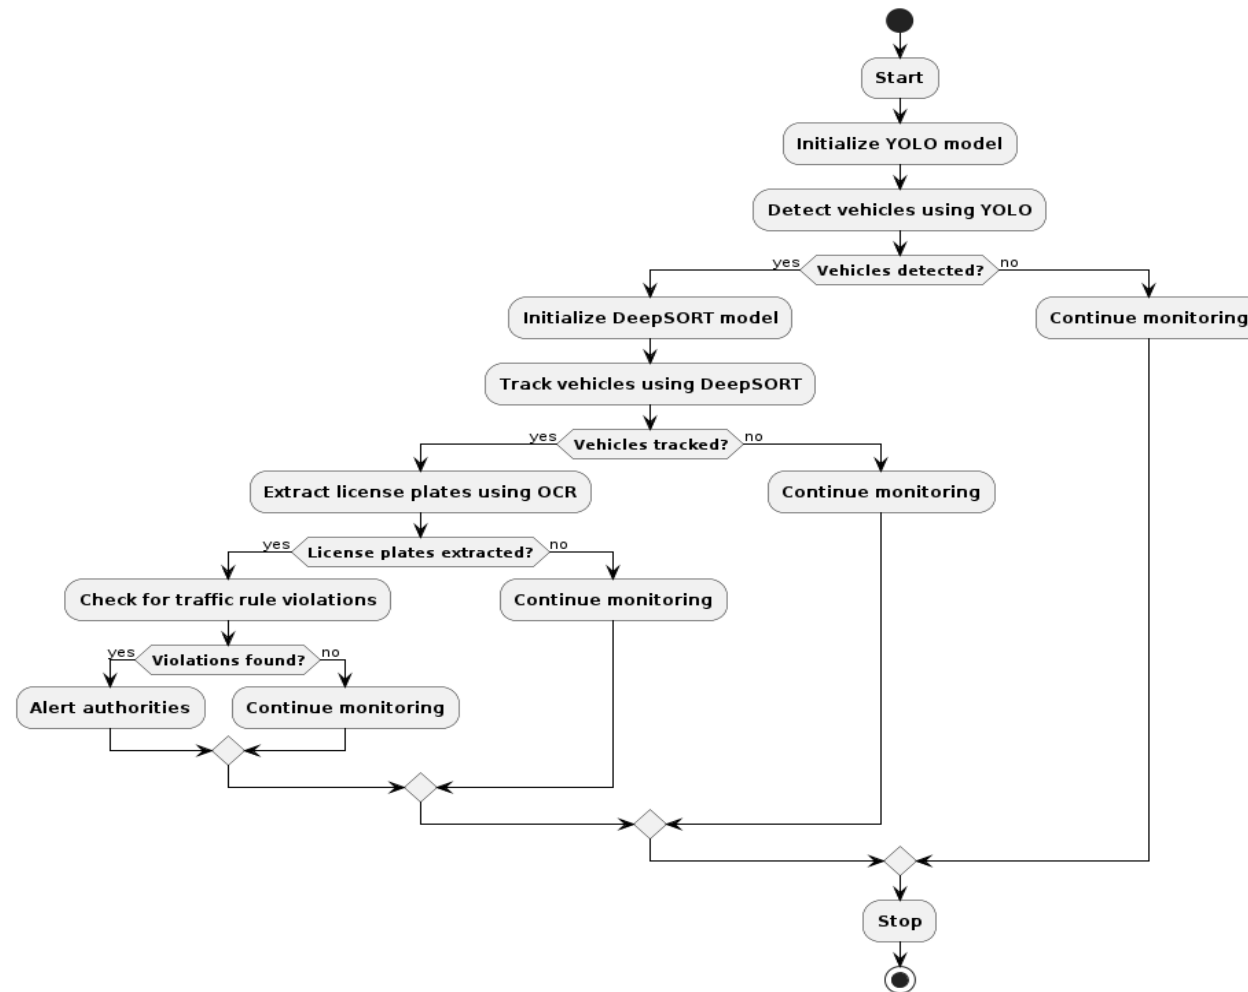 Start
Initialize YOLO model
Detect vehicles using YOLO
yes
Vehicles detected?
no
Initialize DeepSORT model
Continue monitoring
Track vehicles using DeepSORT
yes
Vehicles tracked?
no
Extract license plates using OCR
Continue monitoring
yes
License plates extracted?
no
Check for traffic rule violations
Continue monitoring
yes
Violations found?
no
Alert authorities
Continue monitoring
Stop